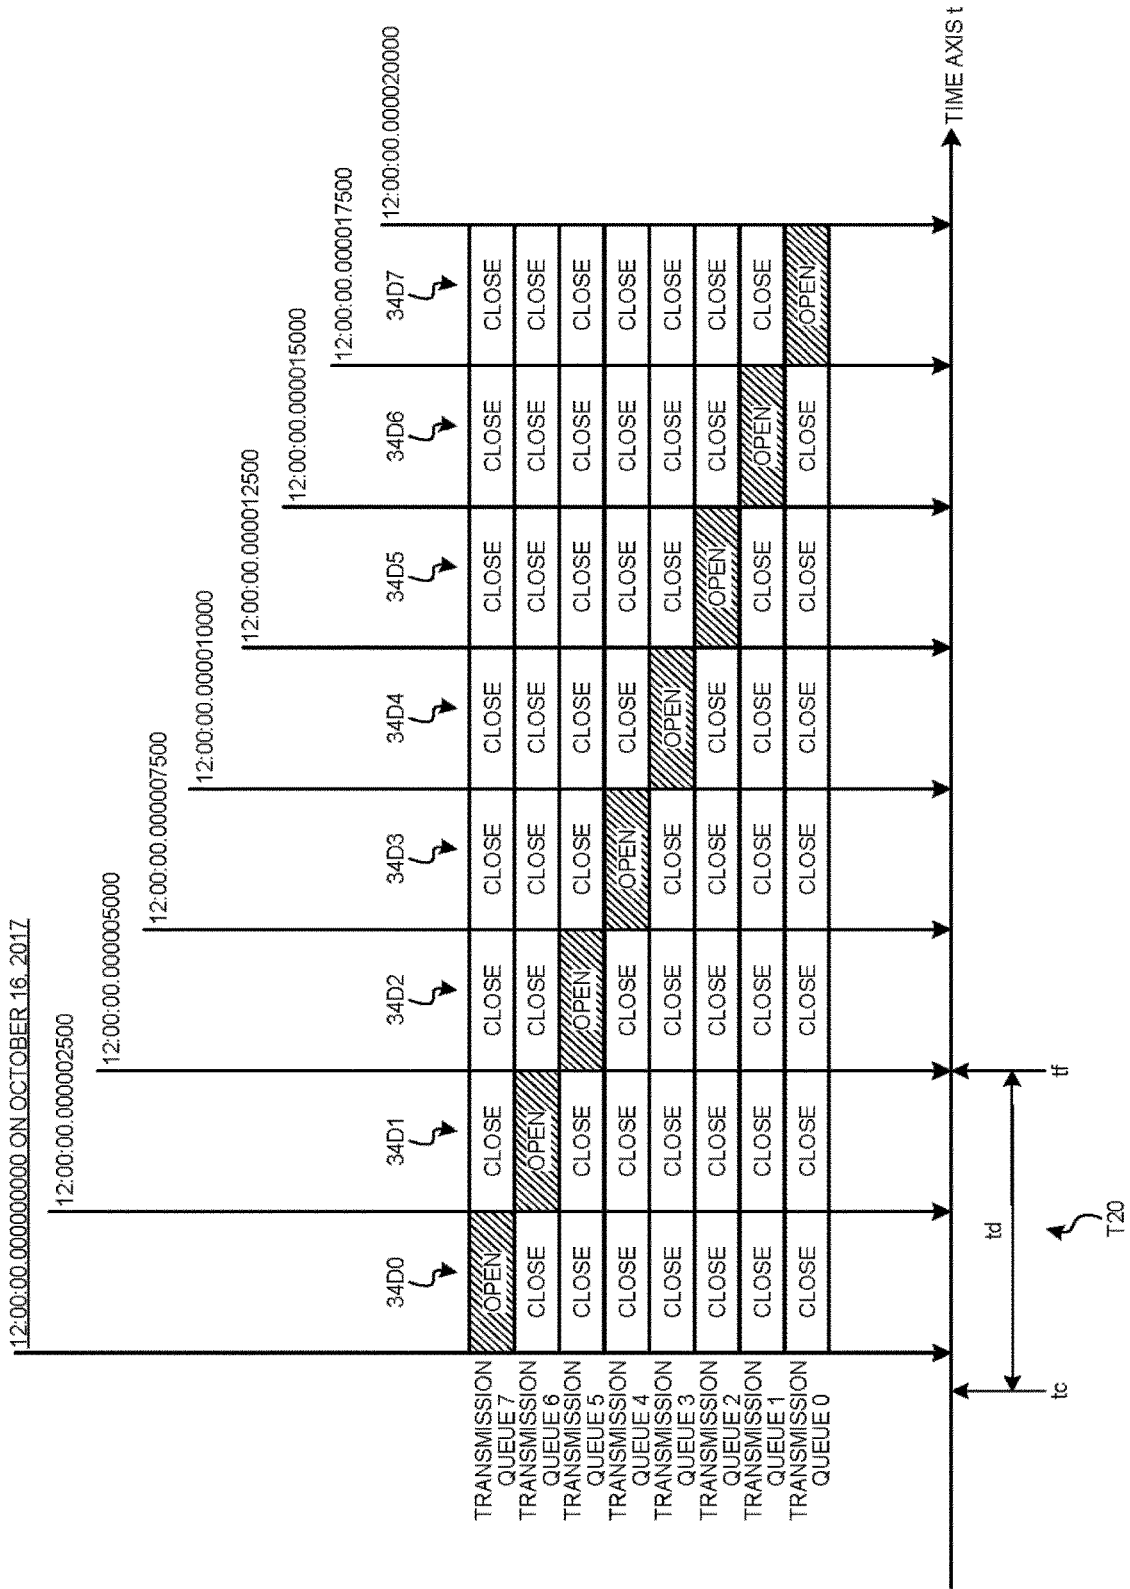 12:00:00.000000000 ON OCTOBER 16, 2017
12:00:00.000002500
12:00:00.000005000
12:00:00.000007500
12:00:00.000010000
12:00:00.000012500
12:00:00.000015000
12:00:00.000017500
12:00:00.000020000
34D0 34D1 34D2 34D3 34D4 34D5 34D6 34D7
TRANSMISSION
QUEUE 7
OPEN CLOSE CLOSE CLOSE CLOSE CLOSE CLOSE CLOSE
TRANSMISSION
QUEUE 6
CLOSE OPEN CLOSE CLOSE CLOSE CLOSE CLOSE CLOSE
TRANSMISSION
QUEUE 5
CLOSE CLOSE OPEN CLOSE CLOSE CLOSE CLOSE CLOSE
TRANSMISSION
QUEUE 4
CLOSE CLOSE CLOSE OPEN CLOSE CLOSE CLOSE CLOSE
TRANSMISSION
QUEUE 3
CLOSE CLOSE CLOSE CLOSE OPEN CLOSE CLOSE CLOSE
TRANSMISSION
QUEUE 2
CLOSE CLOSE CLOSE CLOSE CLOSE OPEN CLOSE CLOSE
TRANSMISSION
QUEUE 1
CLOSE CLOSE CLOSE CLOSE CLOSE CLOSE OPEN CLOSE
TRANSMISSION
QUEUE 0
CLOSE CLOSE CLOSE CLOSE CLOSE CLOSE CLOSE OPEN
TIME AXIS t
td
tc tf
T20